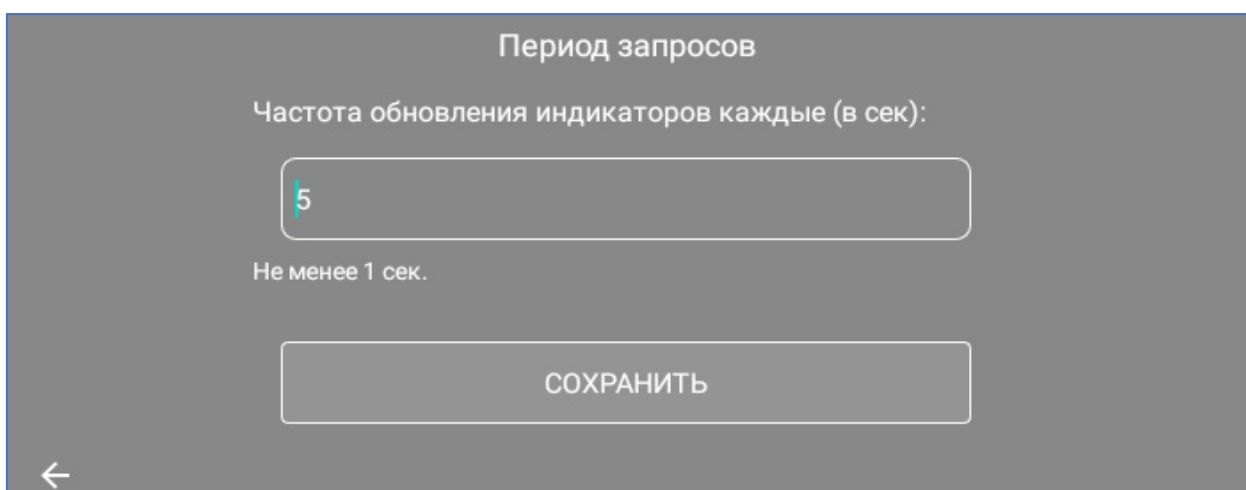 Период запросов
Частота обновления индикаторов каждые (в сек):
5
Не менее 1 сек.
СОХРАНИТЬ